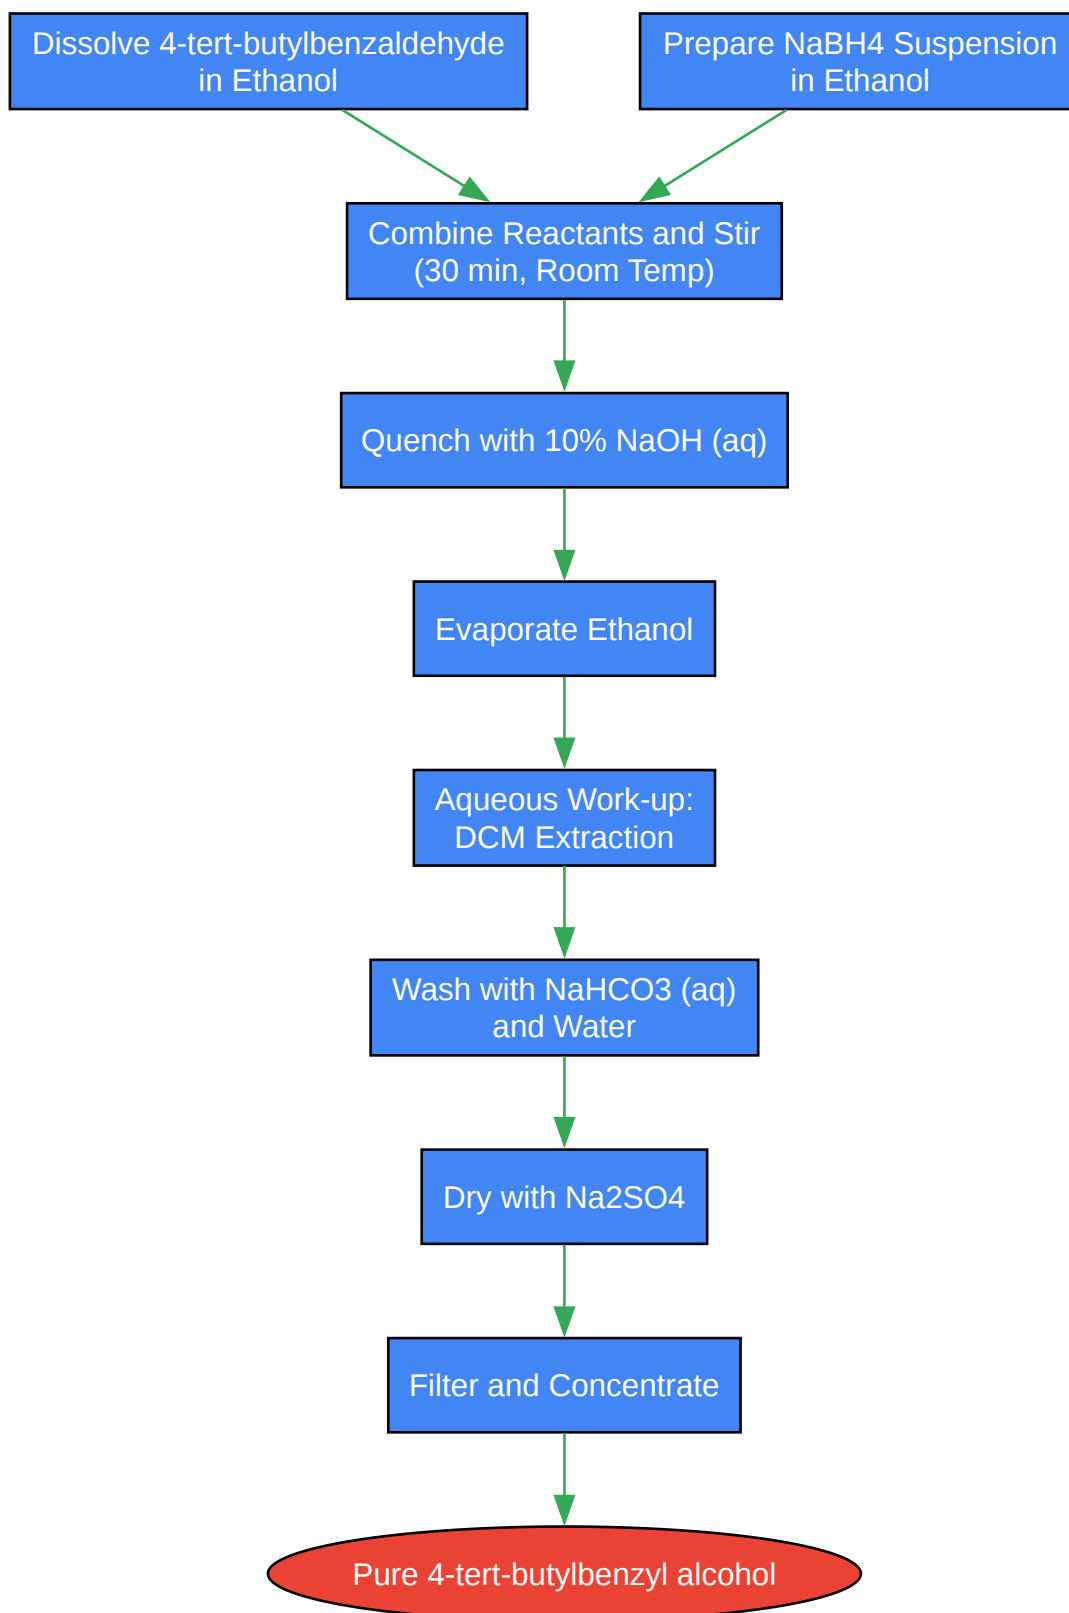 Dissolve 4-tert-butylbenzaldehyde
in Ethanol
Prepare NaBH4 Suspension
in Ethanol
Combine Reactants and Stir
(30 min, Room Temp)
Quench with 10% NaOH (aq)
Evaporate Ethanol
Aqueous Work-up:
DCM Extraction
Wash with NaHCO3 (aq)
and Water
Dry with Na2SO4
Filter and Concentrate
Pure 4-tert-butylbenzyl alcohol